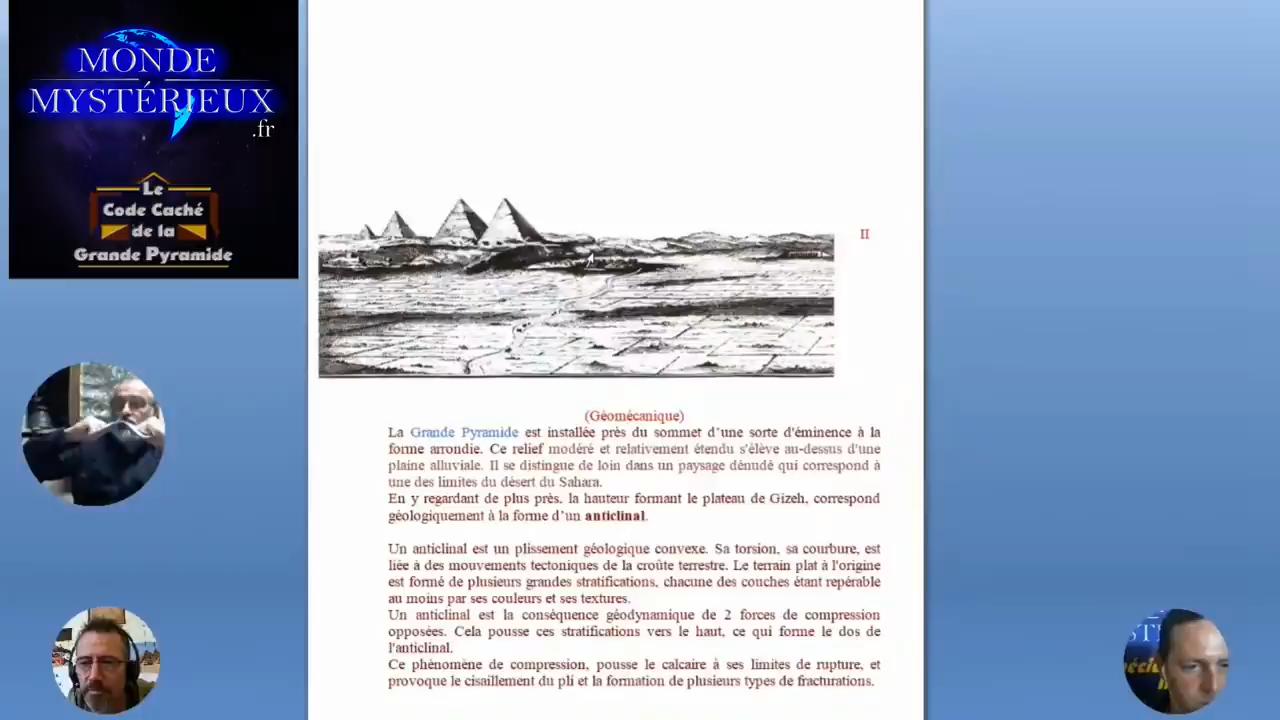 MONDE
MYSTÉRIEUX
.fr
Le
Code Caché
de la
Grande Pyramide
II
(Géomécanique)
La Grande Pyramide est installée près du sommet d’une sorte d'éminence à la
forme arrondie. Ce relief modéré et relativement étendu s'élève au-dessus d'une
plaine alluviale. Il se distingue de loin dans un paysage dénudé qui correspond à
une des limites du désert du Sahara.
En y regardant de plus près, la hauteur formant le plateau de Gizeh, correspond
géologiquement à la forme d’un anticlinal.
Un anticlinal est un plissement géologique convexe. Sa torsion, sa courbure, est
liée à des mouvements tectoniques de la croûte terrestre. Le terrain plat à l'origine
est formé de plusieurs grandes stratifications, chacune des couches étant repérable
au moins par ses couleurs et ses textures.
Un anticlinal est la conséquence géodynamique de 2 forces de compression
opposées. Cela pousse ces stratifications vers le haut, ce qui forme le dos de
l'anticlinal.
Ce phénomène de compression, pousse le calcaire à ses limites de rupture, et
provoque le cisaillement du pli et la formation de plusieurs types de fracturations.